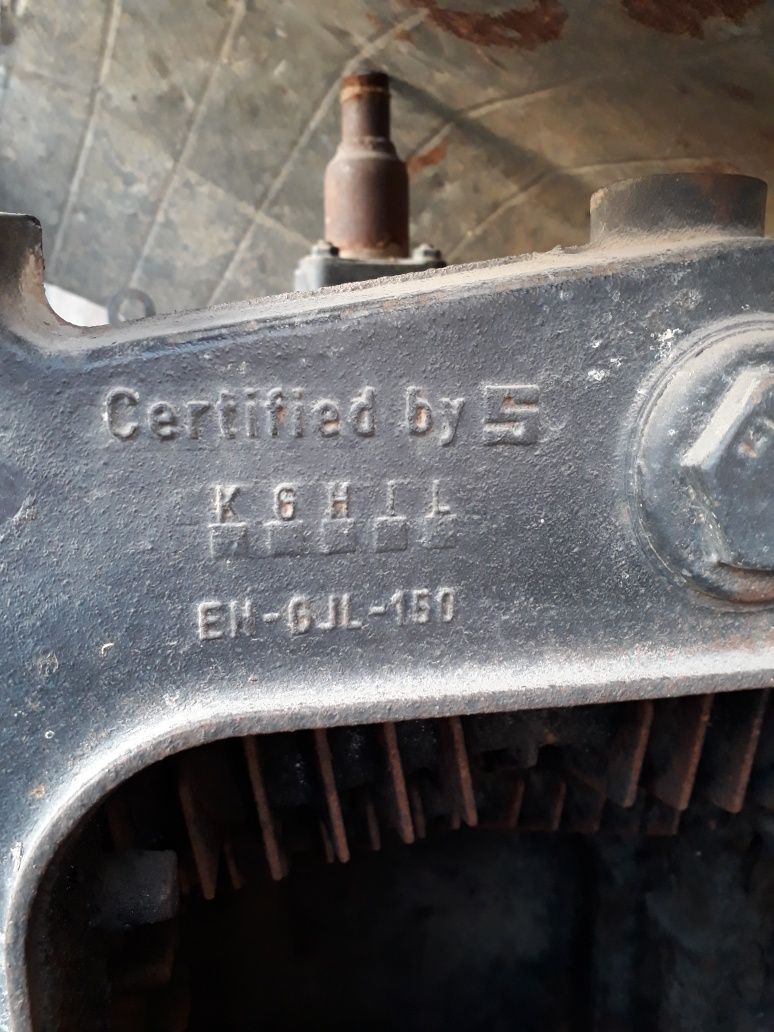 Certified by S
K G H I L
EN-GJL-150